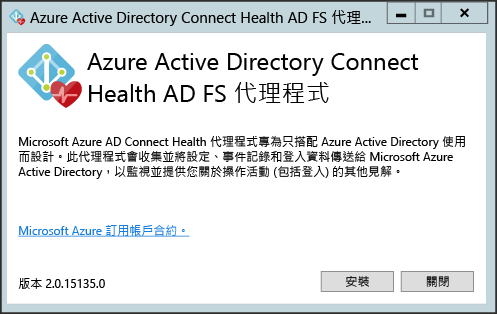 Azure Active Directory Connect Health AD FS 代理...
Azure Active Directory Connect
Health AD FS 代理程式
Microsoft Azure AD Connect Health 代理程式專為只搭配 Azure Active Directory 使用
而設計。此代理程式會收集並將設定、事件記錄和登入資料傳送給 Microsoft Azure
Active Directory，以監視並提供您關於操作活動 (包括登入) 的其他見解。
Microsoft Azure 訂用帳戶合約。
版本 2.0.15135.0
安裝
關閉